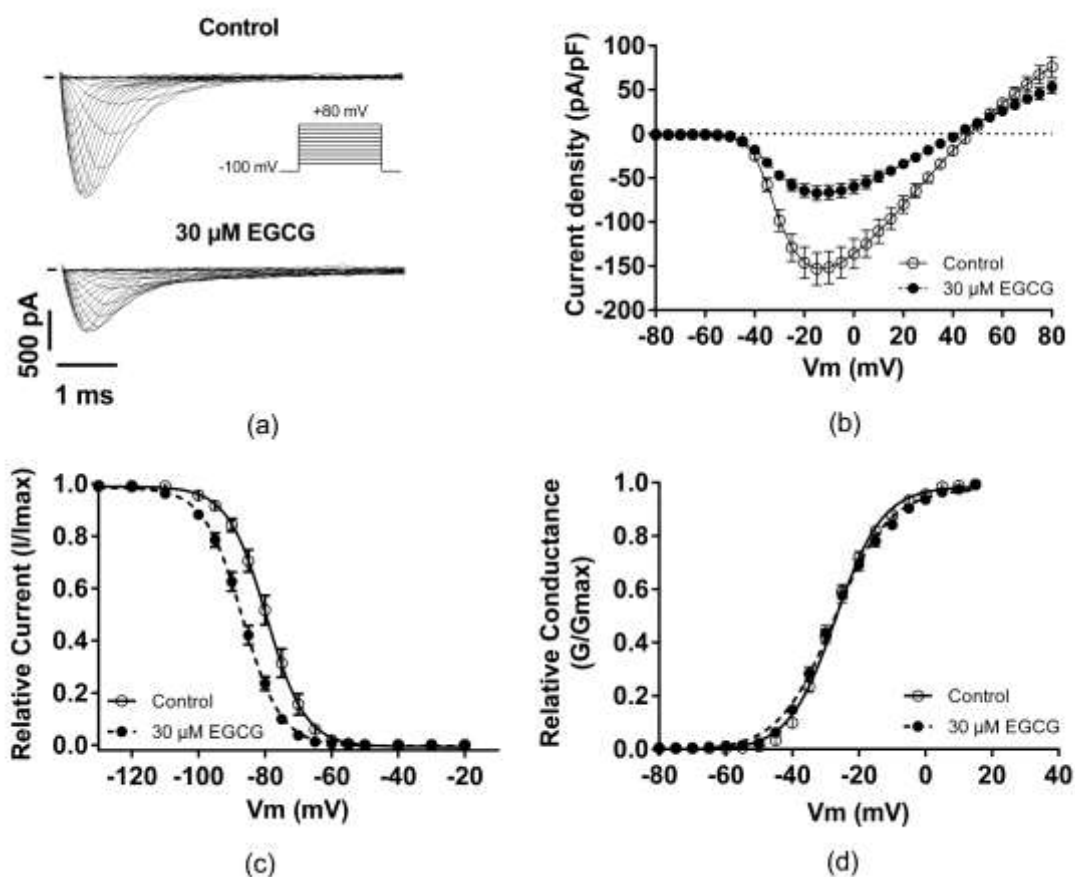 Control
+80 mV
-100 mV
30 µM EGCG
500 pA
1 ms
(a)
Current density (pA/pF)
100
50
0
-50
-100
-150
-200
Control
30 µM EGCG
-80 -60 -40 -20 0 20 40 60 80
Vm (mV)
(b)
Relative Current (I/Imax)
1.0
0.8
0.6
0.4
0.2
0.0
Control
30 µM EGCG
-120 -100 -80 -60 -40 -20
Vm (mV)
(c)
Relative Conductance
(G/Gmax)
1.0
0.8
0.6
0.4
0.2
0.0
Control
30 µM EGCG
-80 -60 -40 -20 0 20 40
Vm (mV)
(d)